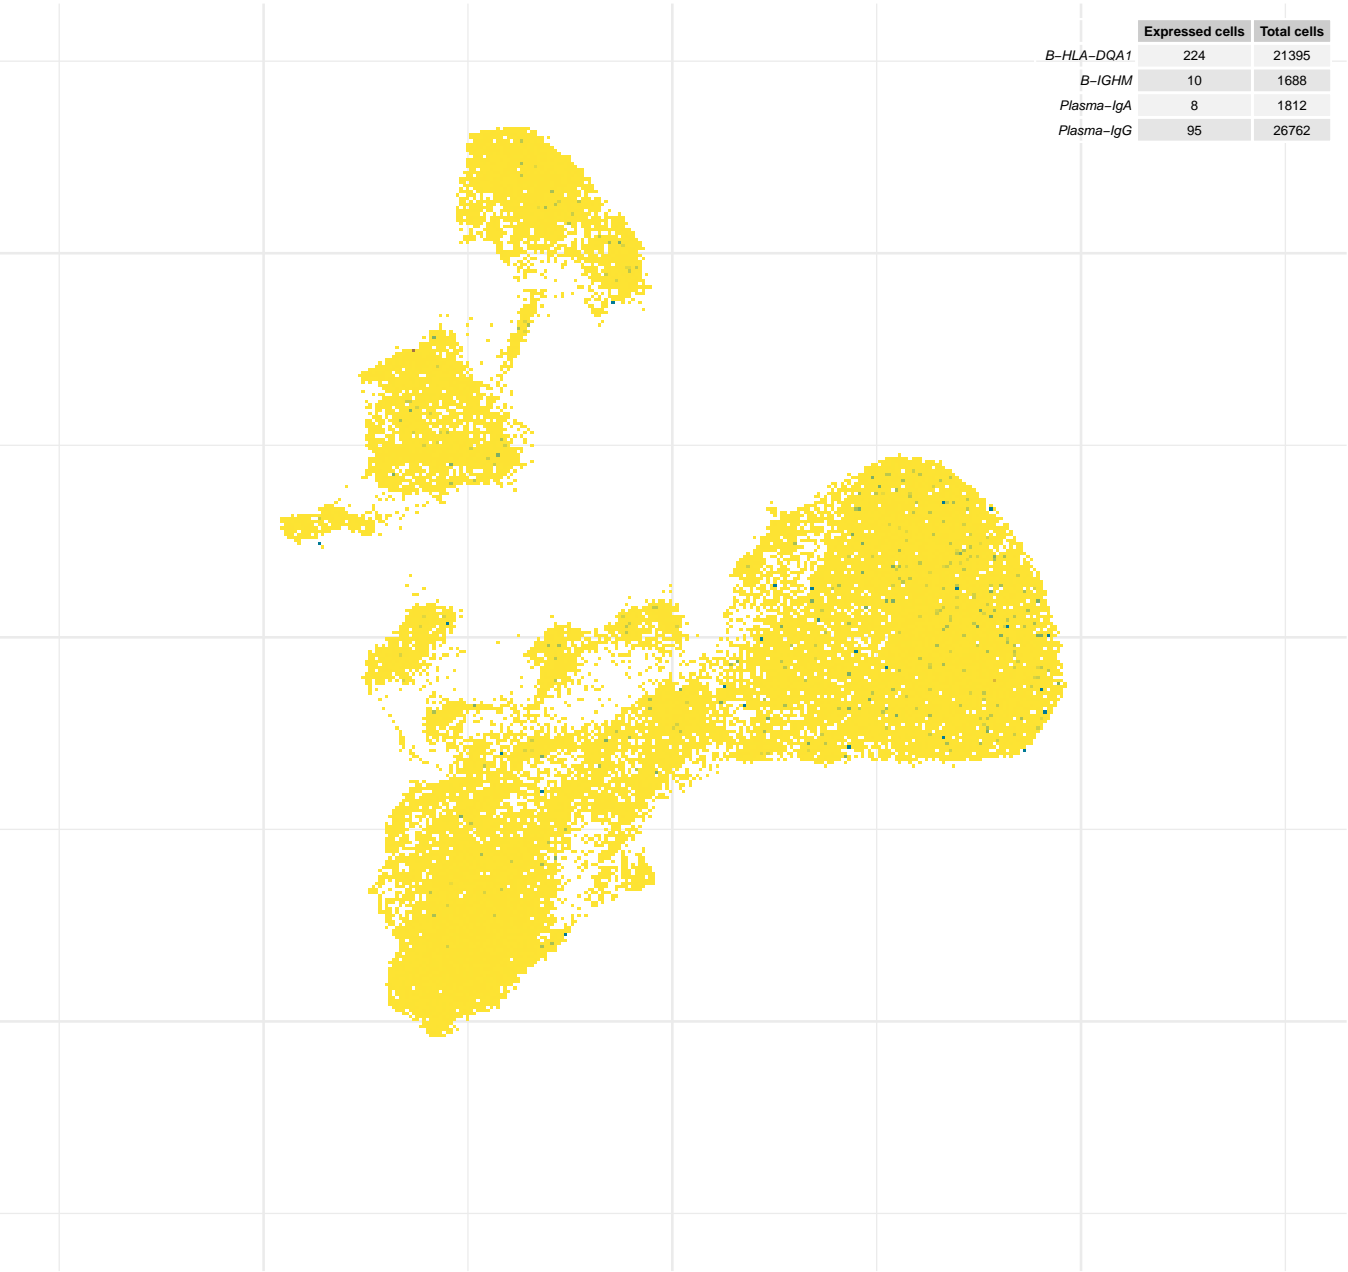 Expressed cells Total cells
B−HLA−DQA1 224 21395
B−IGHM 10 1688
Plasma−IgA 8 1812
Plasma−IgG 95 26762